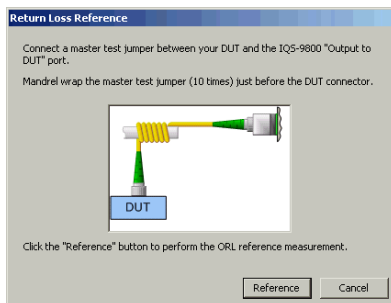 Return Loss Reference
Connect a master test jumper between your DUT and the IQS-9800 "Output to
DUT" port.
Mandrel wrap the master test jumper (10 times) just before the DUT connector.
DUT
Click the "Reference" button to perform the ORL reference measurement.
Reference Cancel